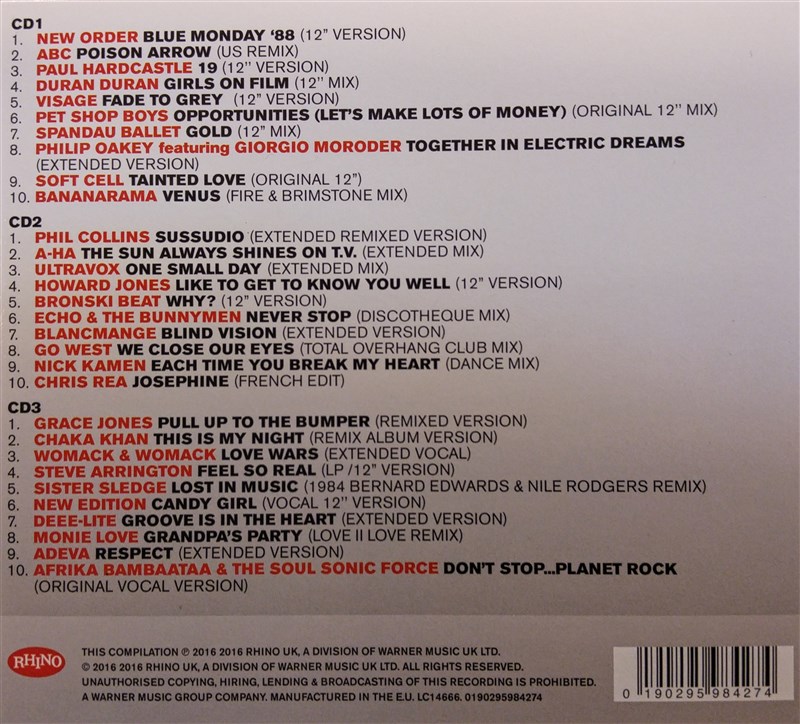 CD1
1. NEW ORDER BLUE MONDAY ‘88 (12” VERSION)
2. ABC POISON ARROW (US REMIX)
3. PAUL HARDCASTLE 19 (12” VERSION)
4. DURAN DURAN GIRLS ON FILM (12” MIX)
5. VISAGE FADE TO GREY (12” VERSION)
6. PET SHOP BOYS OPPORTUNITIES (LET’S MAKE LOTS OF MONEY) (ORIGINAL 12” MIX)
7. SPANDAU BALLET GOLD (12” MIX)
8. PHILIP OAKEY featuring GIORGIO MORODER TOGETHER IN ELECTRIC DREAMS
(EXTENDED VERSION)
9. SOFT CELL TAINTED LOVE (ORIGINAL 12”)
10. BANANARAMA VENUS (FIRE & BRIMSTONE MIX)
CD2
1. PHIL COLLINS SUSSUDIO (EXTENDED REMIXED VERSION)
2. A-HA THE SUN ALWAYS SHINES ON T.V. (EXTENDED MIX)
3. ULTRAVOX ONE SMALL DAY (EXTENDED MIX)
4. HOWARD JONES LIKE TO GET TO KNOW YOU WELL (12” VERSION)
5. BRONSKI BEAT WHY? (12” VERSION)
6. ECHO & THE BUNNYMEN NEVER STOP (DISCOTHEQUE MIX)
7. BLANCMANGE BLIND VISION (EXTENDED VERSION)
8. GO WEST WE CLOSE OUR EYES (TOTAL OVERHANG CLUB MIX)
9. NICK KAMEN EACH TIME YOU BREAK MY HEART (DANCE MIX)
10. CHRIS REA JOSEPHINE (FRENCH EDIT)
CD3
1. GRACE JONES PULL UP TO THE BUMPER (REMIXED VERSION)
2. CHAKA KHAN THIS IS MY NIGHT (REMIX ALBUM VERSION)
3. WOMACK & WOMACK LOVE WARS (EXTENDED VOCAL)
4. STEVE ARRINGTON FEEL SO REAL (LP /12” VERSION)
5. SISTER SLEDGE LOST IN MUSIC (1984 BERNARD EDWARDS & NILE RODGERS REMIX)
6. NEW EDITION CANDY GIRL (VOCAL 12” VERSION)
7. DEEE-LITE GROOVE IS IN THE HEART (EXTENDED VERSION)
8. MONIE LOVE GRANDPA’S PARTY (LOVE II LOVE REMIX)
9. ADEVA RESPECT (EXTENDED VERSION)
10. AFRIKA BAMBAATAA & THE SOUL SONIC FORCE DON’T STOP...PLANET ROCK
(ORIGINAL VOCAL VERSION)
RHINO
THIS COMPILATION ℗ 2016 2016 RHINO UK, A DIVISION OF WARNER MUSIC UK LTD.
© 2016 2016 RHINO UK, A DIVISION OF WARNER MUSIC UK LTD. ALL RIGHTS RESERVED.
UNAUTHORISED COPYING, HIRING, LENDING & BROADCASTING OF THIS RECORDING IS PROHIBITED.
A WARNER MUSIC GROUP COMPANY. MANUFACTURED IN THE E.U. LC14666. 0190295984274
0 190295 984274